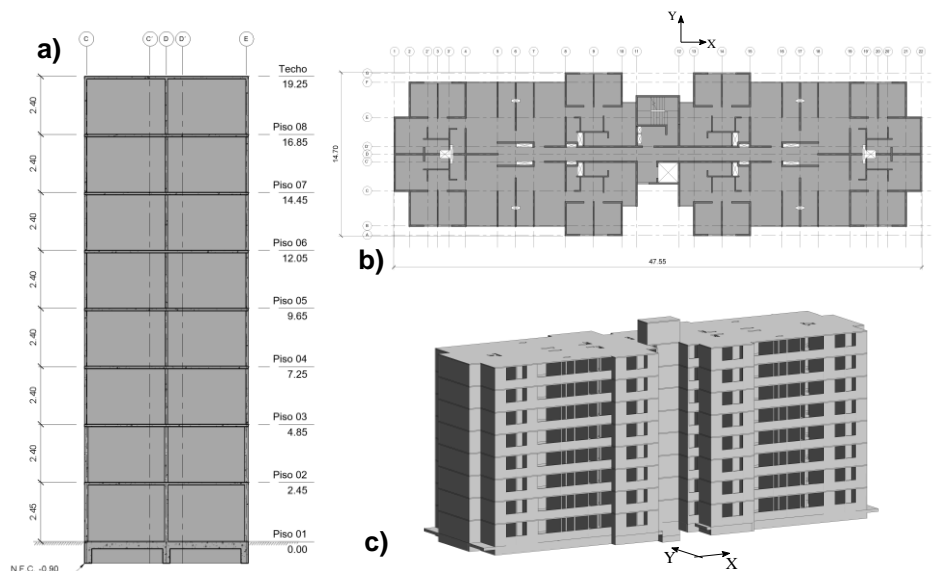 a)
C C' D D' E
Techo
19.25
2.40
Piso 08
16.85
2.40
Piso 07
14.45
2.40
Piso 06
12.05
2.40
Piso 05
9.65
2.40
Piso 04
7.25
2.40
Piso 03
4.85
2.40
Piso 02
2.45
2.45
Piso 01
0.00
N.F.C. -0.90
Y
X
14.70
b)
47.55
c)
Y X